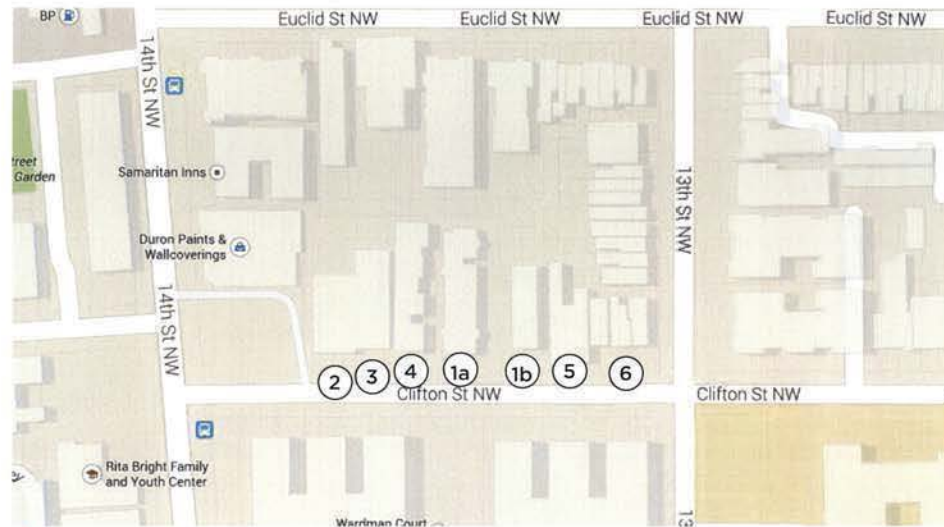 Euclid St NW
Euclid St NW
Euclid St NW
Euclid St NW
BP
14th St NW
treet
Garden
Samaritan Inns
13th St NW
Duron Paints &
Wallcoverings
14th St NW
2
3
4
1a
1b
5
6
Clifton St NW
Clifton St NW
Rita Bright Family
and Youth Center
Wardman Court
13